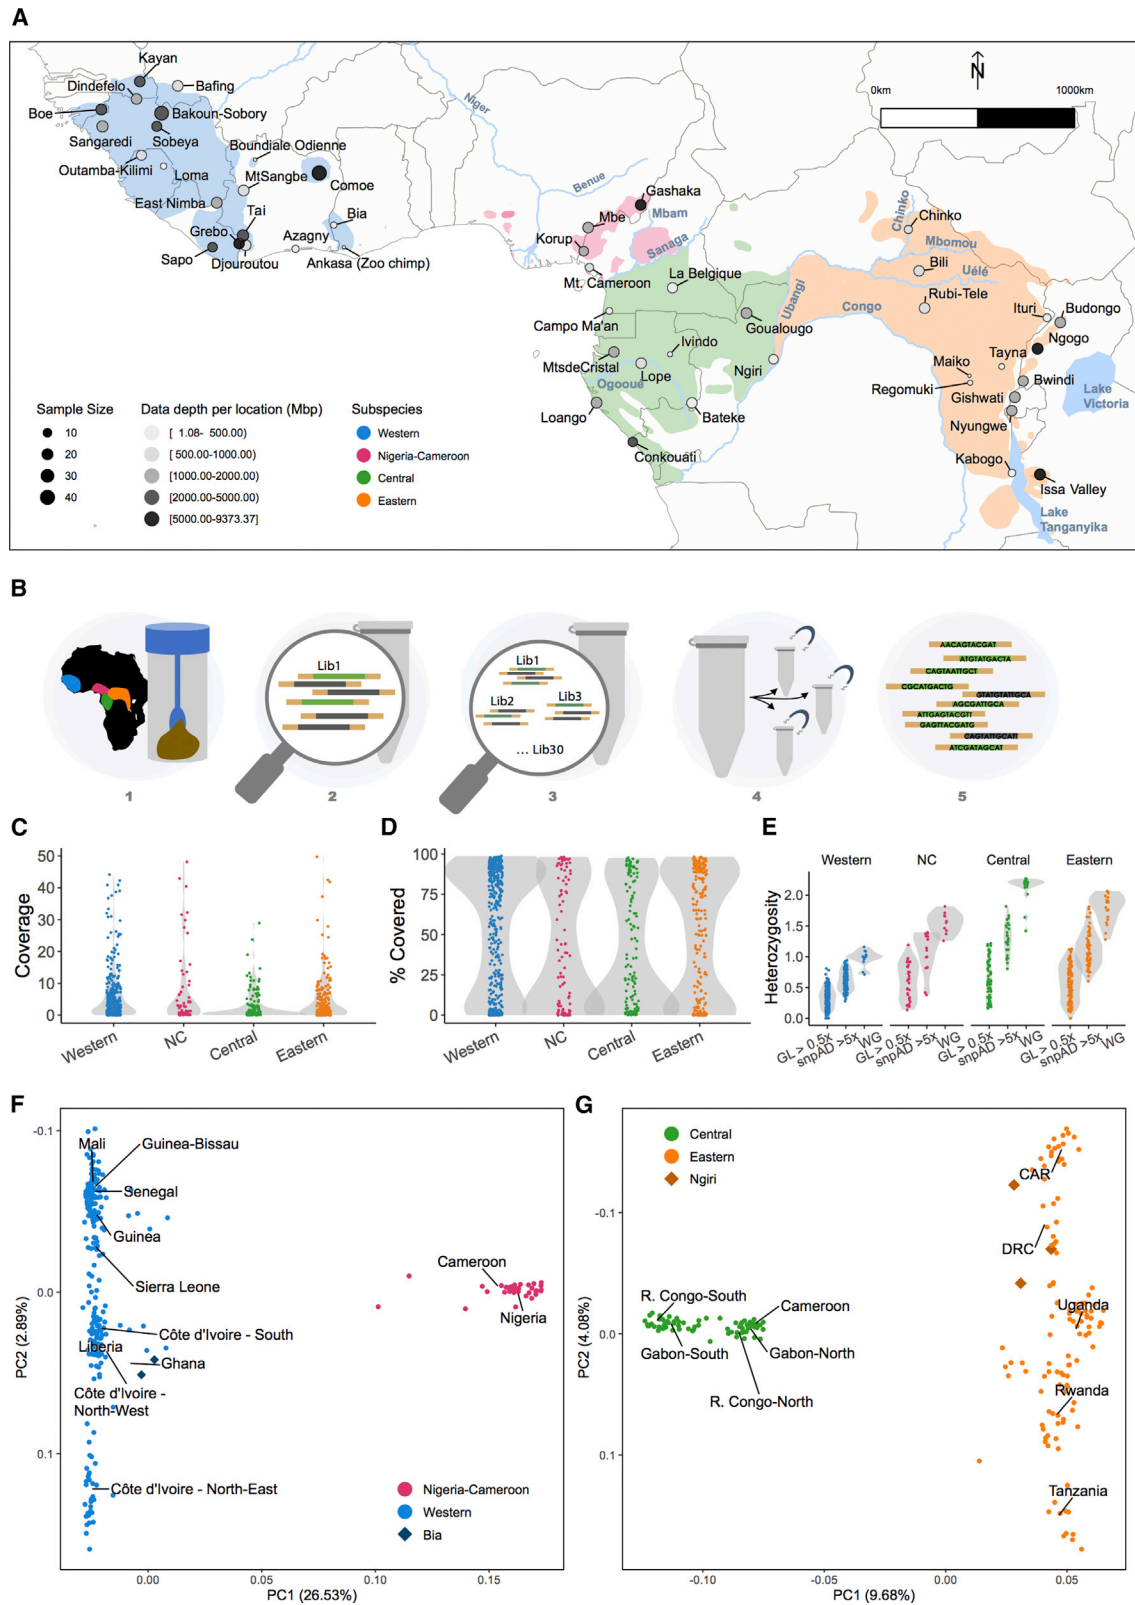 A
Kayan
Dindefelo
Bafing
Boe
Bakoun-Sobory
Sangaredi
Sobeya
Boundiale Odienne
Outamba-Kilimi
Loma
MtSangbe
Comoe
East Nimba
Tai
Bia
Grebo
Azagny
Sapo
Djouroutou
Ankasa (Zoo chimp)
Niger
Benue
Gashaka
Mbe
Mbam
Korup
Sanaga
Mt. Cameroon
La Belgique
Campo Ma'an
Goualougo
Ubangi
Ivindo
MtsdeCristal
Lope
Ngiri
Ogooué
Loango
Bateke
Conkouati
N
0km
1000km
Chinko
Chinko
Mbomou
Bili
Uélé
Rubi-Tele
Congo
Ituri
Budongo
Ngogo
Tayna
Maiko
Bwindi
Regomuki
Gishwati
Lake
Victoria
Nyungwe
Kabogo
Issa Valley
Lake
Tanganyika
Sample Size
10
20
30
40
Data depth per location (Mbp)
[ 1.08- 500.00)
[ 500.00-1000.00)
[1000.00-2000.00)
[2000.00-5000.00)
[5000.00-9373.37]
Subspecies
Western
Nigeria-Cameroon
Central
Eastern
B
Lib1
Lib1
Lib2
Lib3
... Lib30
AACAGTACGAT
ATGTATGACTA
CAGTAATTGCT
CGCATGACTG
GTATGTATTGCA
AGCGATTGCA
ATTGAGTACGTT
GAGTTACGATG
CAGTATTGCATT
ATCGATAGCAT
1
2
3
4
5
C
Coverage
50
40
30
20
10
0
Western
NC
Central
Eastern
D
% Covered
100
75
50
25
0
Western
NC
Central
Eastern
E
Western
NC
Central
Eastern
Heterozygosity
2.0
1.5
1.0
0.5
0.0
GL > 0.5x
snpAD >5x
WG
GL > 0.5x
snpAD >5x
WG
GL > 0.5x
snpAD >5x
WG
GL > 0.5x
snpAD >5x
WG
F
-0.1
0.0
0.1
PC2 (2.89%)
Mali
Guinea-Bissau
Senegal
Guinea
Sierra Leone
Côte d'Ivoire - South
Liberia
Ghana
Côte d'Ivoire -
North-West
Côte d'Ivoire - North-East
Cameroon
Nigeria
Nigeria-Cameroon
Western
Bia
0.00
0.05
0.10
0.15
PC1 (26.53%)
G
Central
Eastern
Ngiri
-0.1
0.0
0.1
PC2 (4.08%)
CAR
DRC
R. Congo-South
Cameroon
Uganda
Gabon-South
Gabon-North
R. Congo-North
Rwanda
Tanzania
-0.10
-0.05
0.00
0.05
PC1 (9.68%)